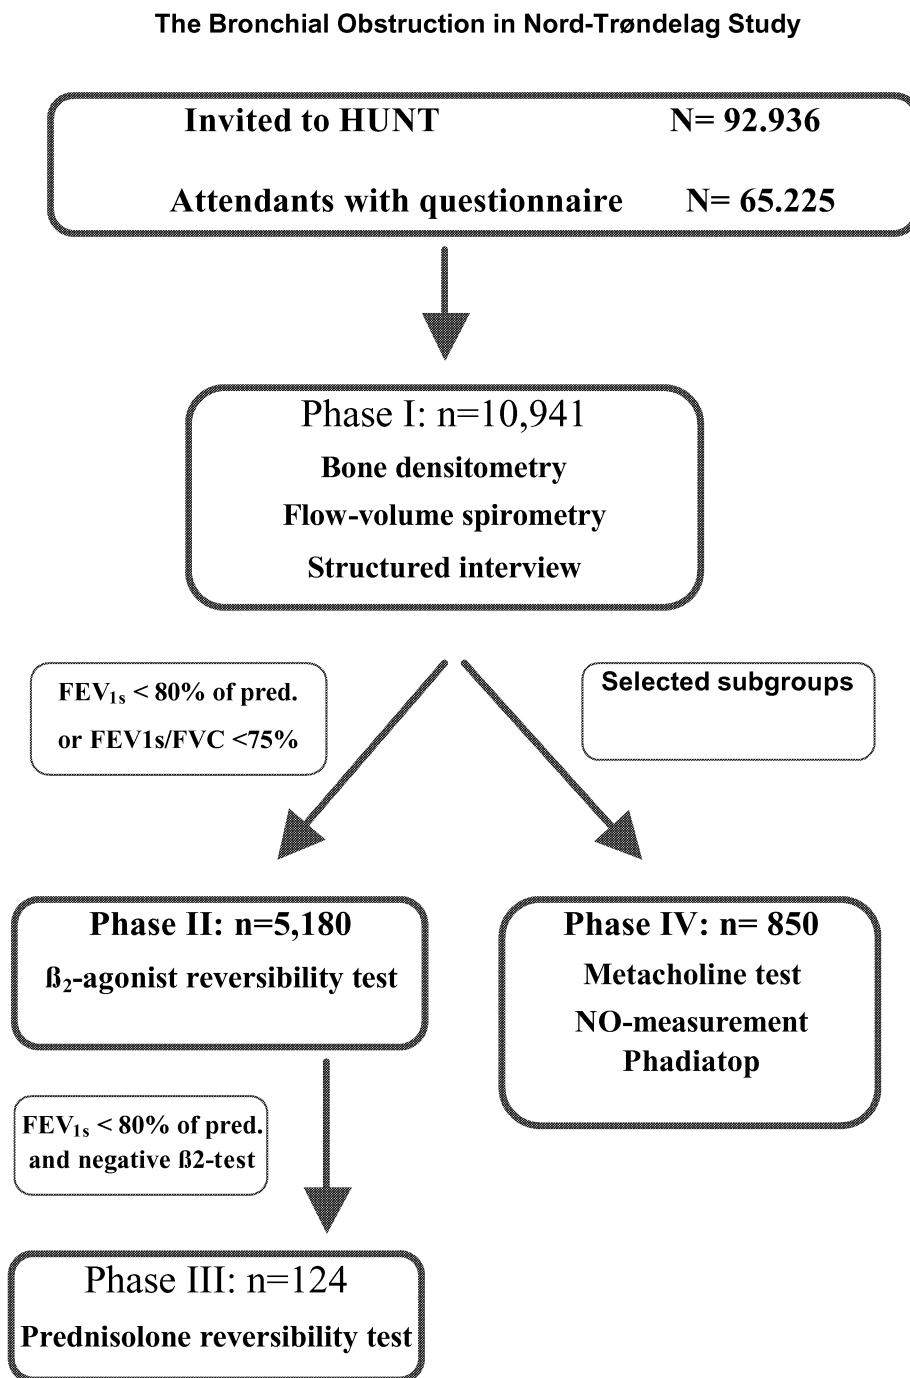 The Bronchial Obstruction in Nord-Trøndelag Study
Invited to HUNT N= 92.936
Attendants with questionnaire N= 65.225
Phase I: n=10,941
Bone densitometry
Flow-volume spirometry
Structured interview
FEV₁ₛ < 80% of pred.
or FEV1s/FVC <75%
Selected subgroups
Phase II: n=5,180
ß₂-agonist reversibility test
Phase IV: n= 850
Metacholine test
NO-measurement
Phadiatop
FEV₁ₛ < 80% of pred.
and negative ß2-test
Phase III: n=124
Prednisolone reversibility test